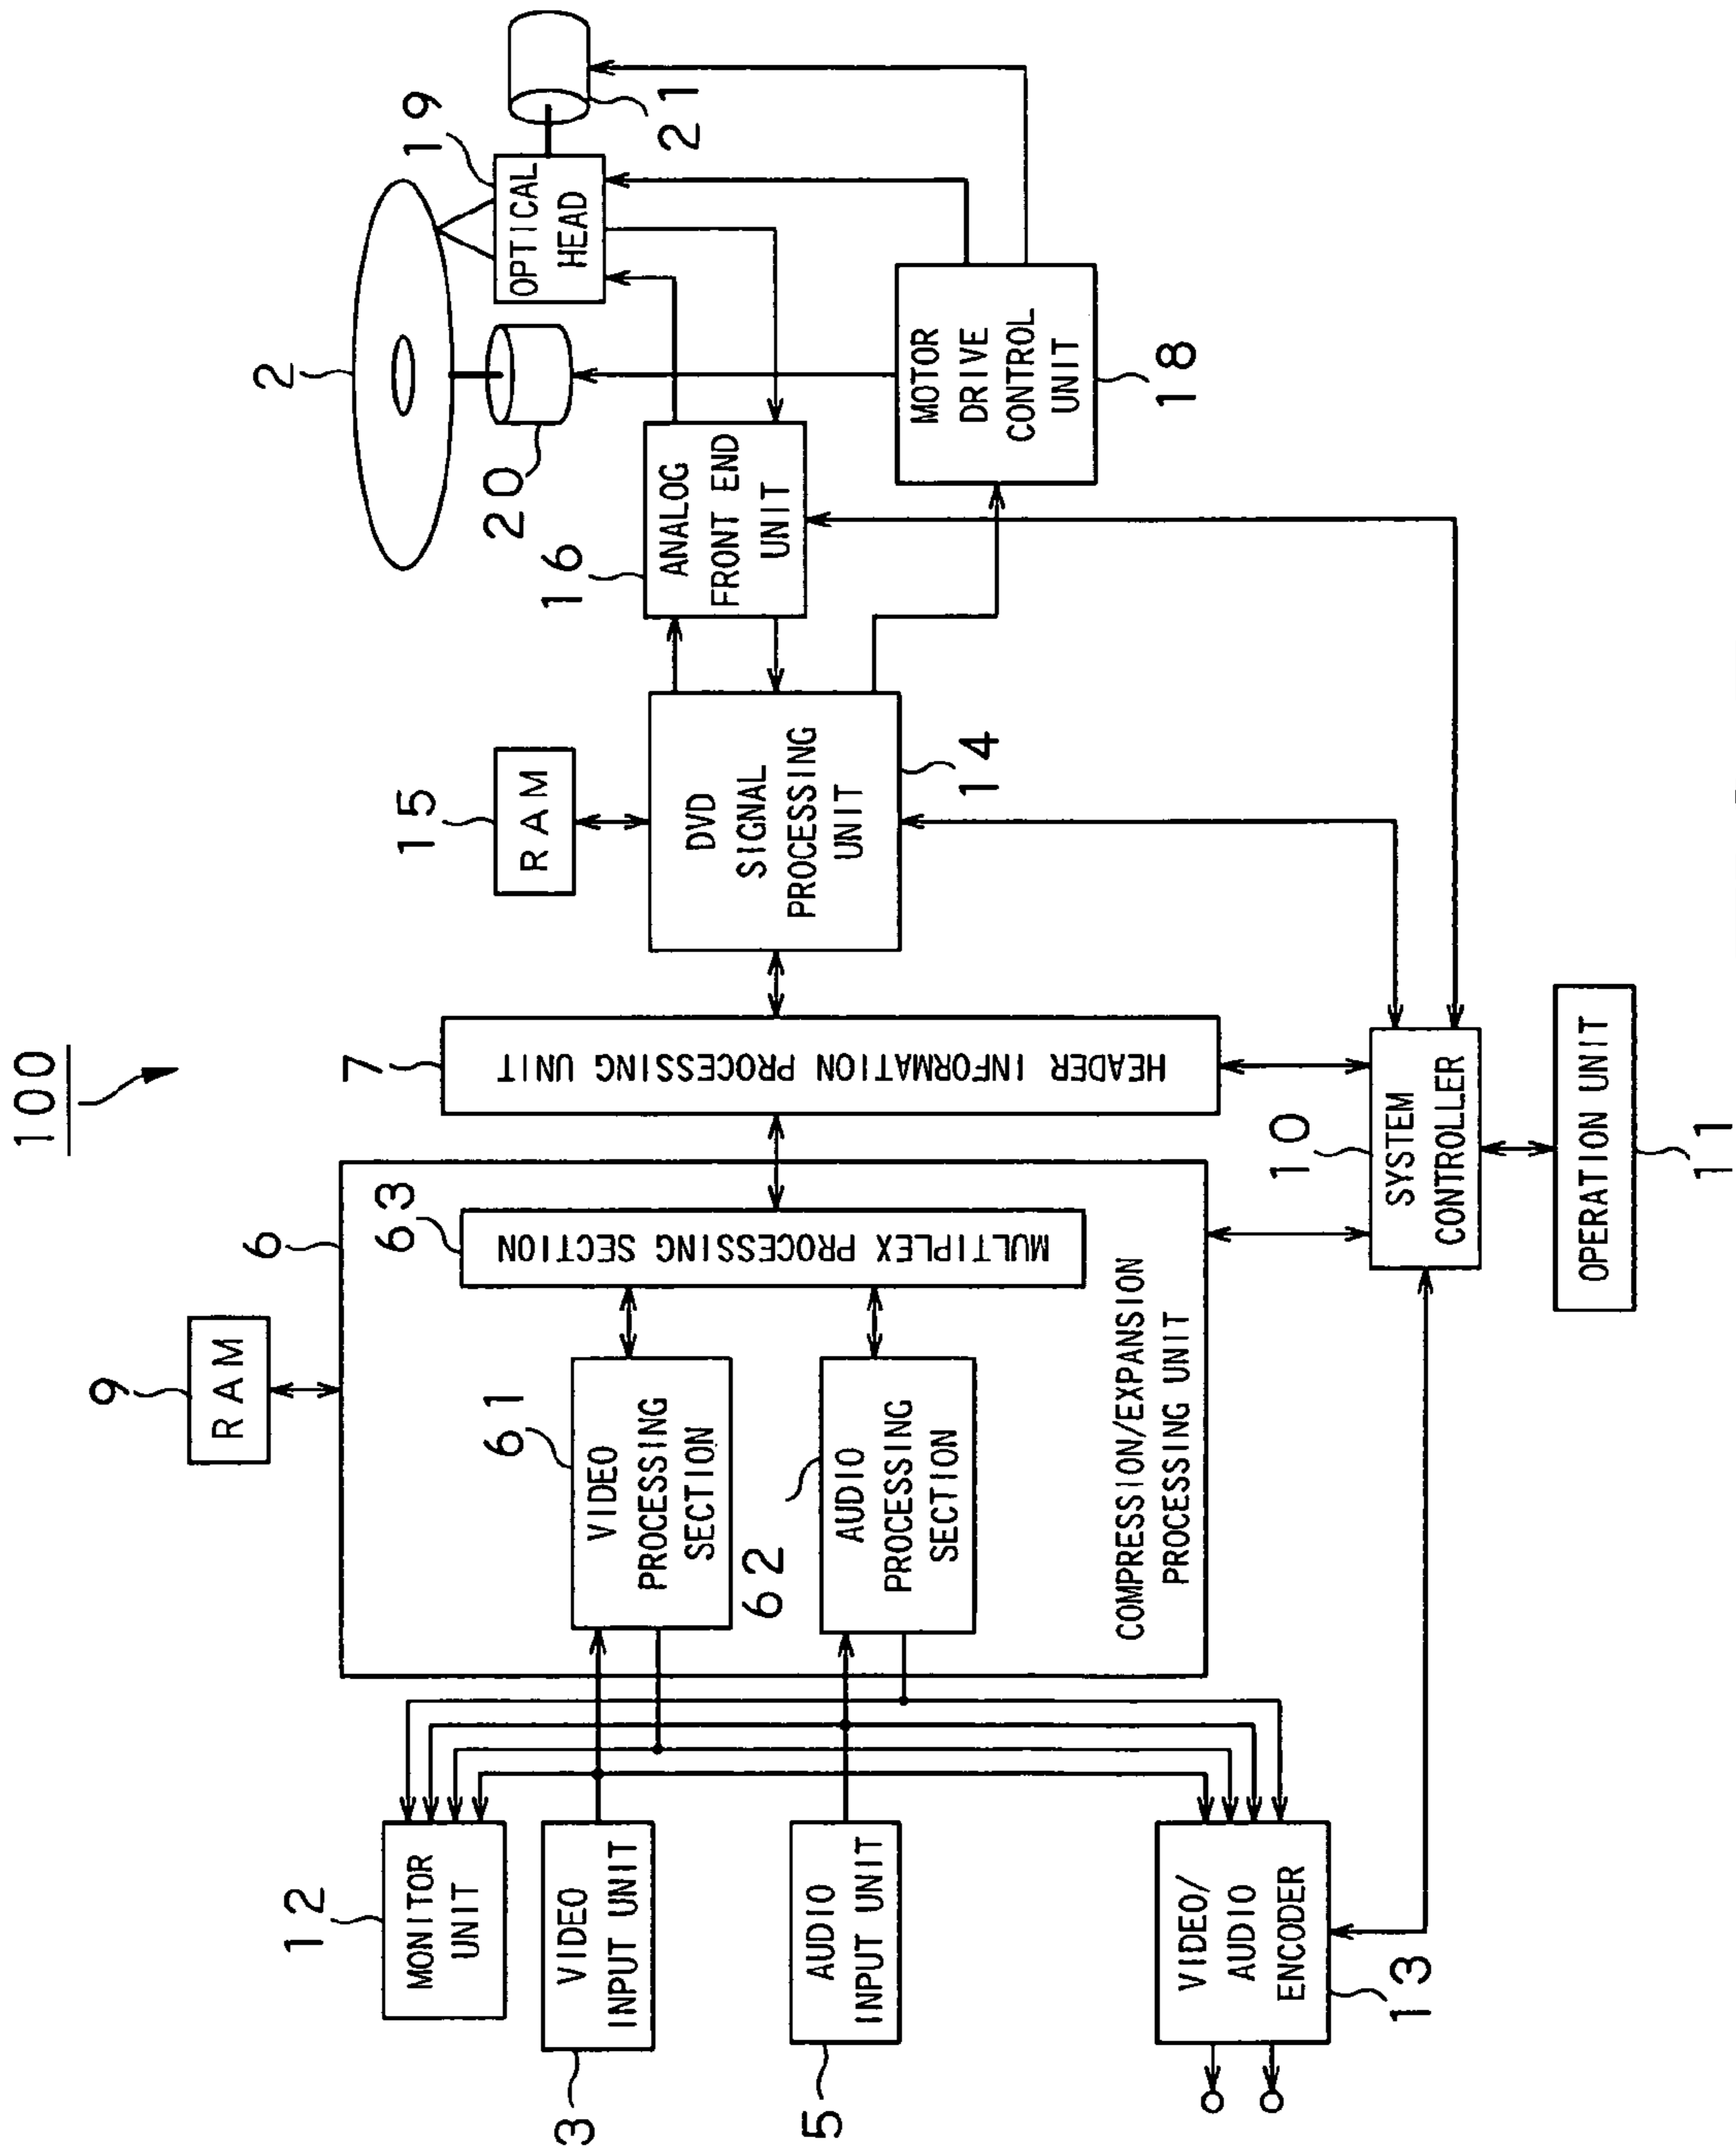 100
2
19
OPTICAL
HEAD
21
20
16
ANALOG
FRONT END
UNIT
MOTOR
DRIVE
CONTROL
UNIT
18
15
RAM
DVD
SIGNAL
PROCESSING
UNIT
14
7
HEADER INFORMATION PROCESSING UNIT
9
RAM
6
63
MULTIPLEX PROCESSING SECTION
61
VIDEO
PROCESSING
SECTION
62
AUDIO
PROCESSING
SECTION
COMPRESSION/EXPANSION
PROCESSING UNIT
10
SYSTEM
CONTROLLER
OPERATION UNIT
11
12
MONITOR
UNIT
VIDEO
INPUT UNIT
3
AUDIO
INPUT UNIT
5
VIDEO/
AUDIO
ENCODER
13